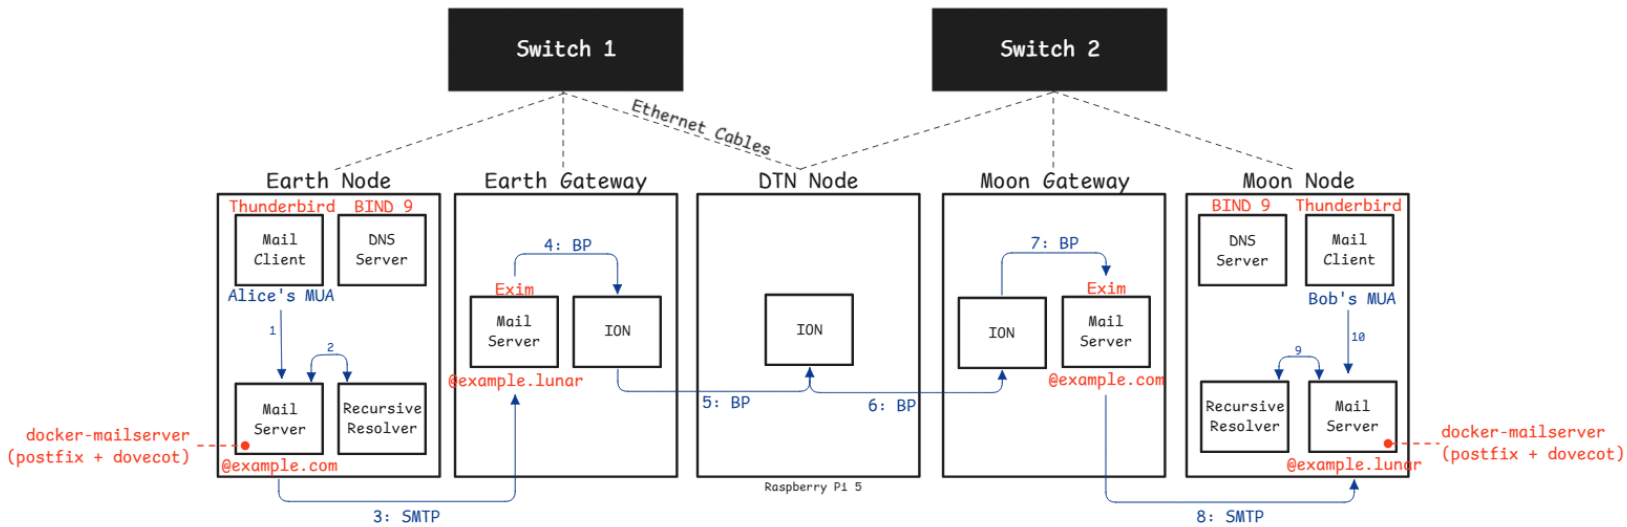 Switch 1
Switch 2
Ethernet Cables
Earth Node
Earth Gateway
DTN Node
Moon Gateway
Moon Node
Thunderbird
BIND 9
Mail
Client
DNS
Server
Alice's MUA
1
2
Mail
Server
Recursive
Resolver
docker-mailserver
(postfix + dovecot)
@example.com
3: SMTP
4: BP
Exim
Mail
Server
ION
@example.lunar
5: BP
ION
Raspberry P1 5
6: BP
7: BP
ION
Exim
Mail
Server
@example.com
8: SMTP
BIND 9
Thunderbird
DNS
Server
Mail
Client
Bob's MUA
9
10
Recursive
Resolver
Mail
Server
docker-mailserver
(postfix + dovecot)
@example.lunar